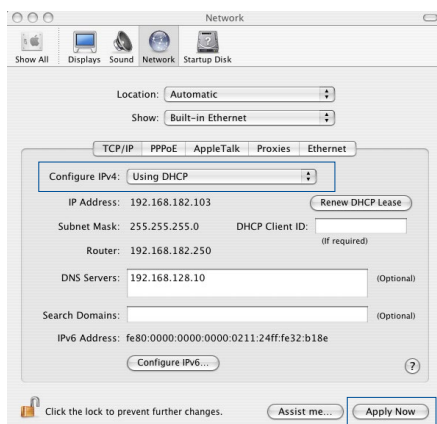 Network
Show All Displays Sound Network Startup Disk
Location: Automatic
Show: Built-in Ethernet
TCP/IP PPPoE AppleTalk Proxies Ethernet
Configure IPv4: Using DHCP
IP Address: 192.168.182.103 Renew DHCP Lease
Subnet Mask: 255.255.255.0 DHCP Client ID:
(If required)
Router: 192.168.182.250
DNS Servers: 192.168.128.10 (Optional)
Search Domains: (Optional)
IPv6 Address: fe80:0000:0000:0000:0211:24ff:fe32:b18e
Configure IPv6... ?
Click the lock to prevent further changes. Assist me... Apply Now